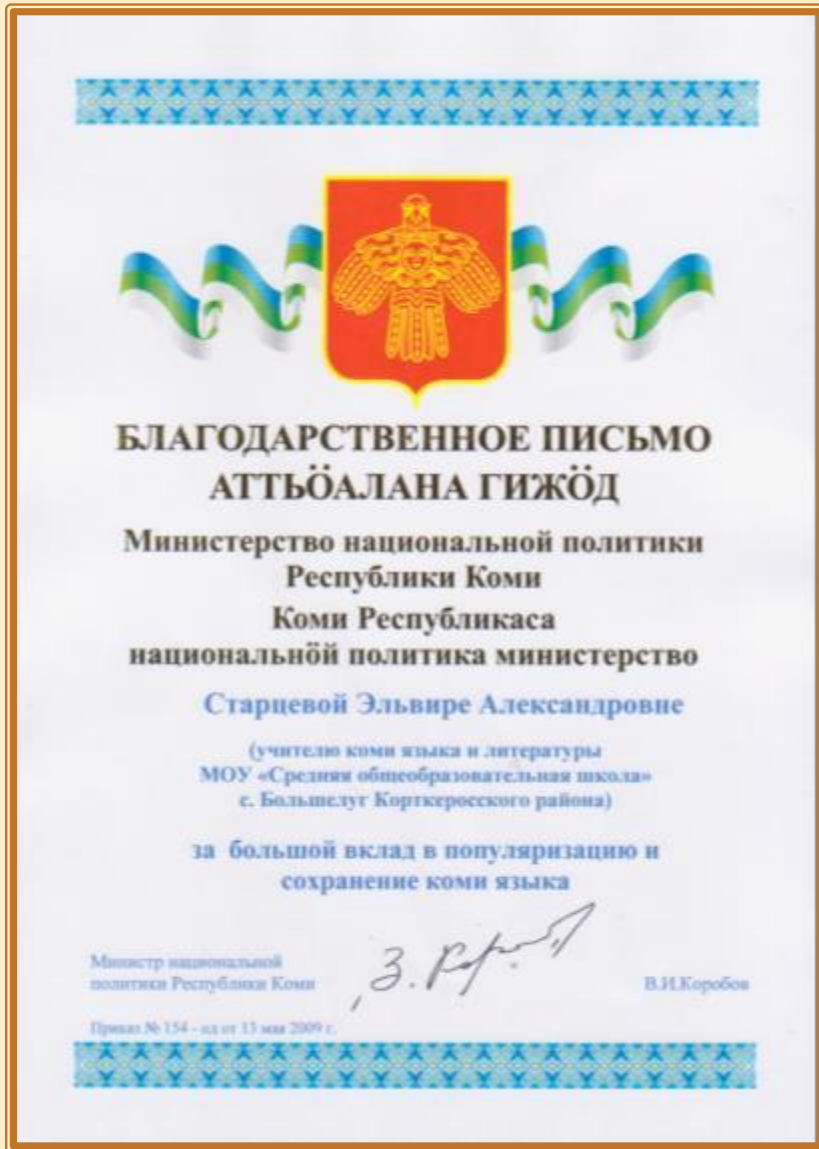 БЛАГОДАРСТВЕННОЕ ПИСЬМО
АТТЬÖАЛАНА ГИЖÖД
Министерство национальной политики
Республики Коми
Коми Республикаса
национальнöй политика министерство
Старцевой Эльвире Александровне
(учителю коми языка и литературы
МОУ «Средняя общеобразовательная школа»
с. Большелуг Корткеросского района)
за большой вклад в популяризацию и
сохранение коми языка
Министр национальной
политики Республики Коми
В.И.Коробов
Приказ № 154 - од от 13 мая 2009 г.